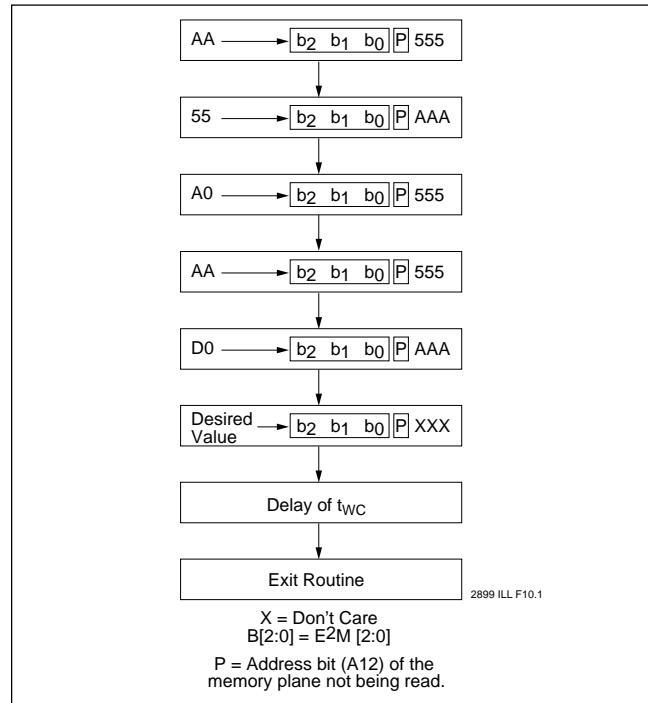 AA b2 b1 b0 P 555
55 b2 b1 b0 P AAA
A0 b2 b1 b0 P 555
AA b2 b1 b0 P 555
D0 b2 b1 b0 P AAA
Desired
Value b2 b1 b0 P XXX
Delay of tWC
Exit Routine
2899 ILL F10.1
X = Don't Care
B[2:0] = E2M [2:0]
P = Address bit (A12) of the
memory plane not being read.